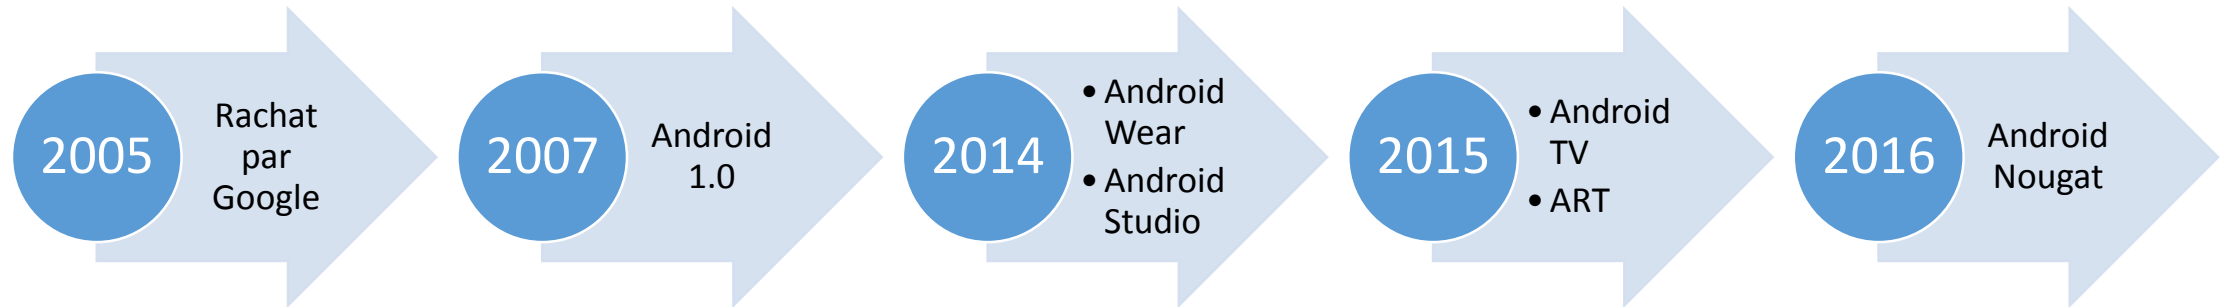 2005
Rachat
par
Google
2007
Android
1.0
2014
• Android
Wear
• Android
Studio
2015
• Android
TV
• ART
2016
Android
Nougat